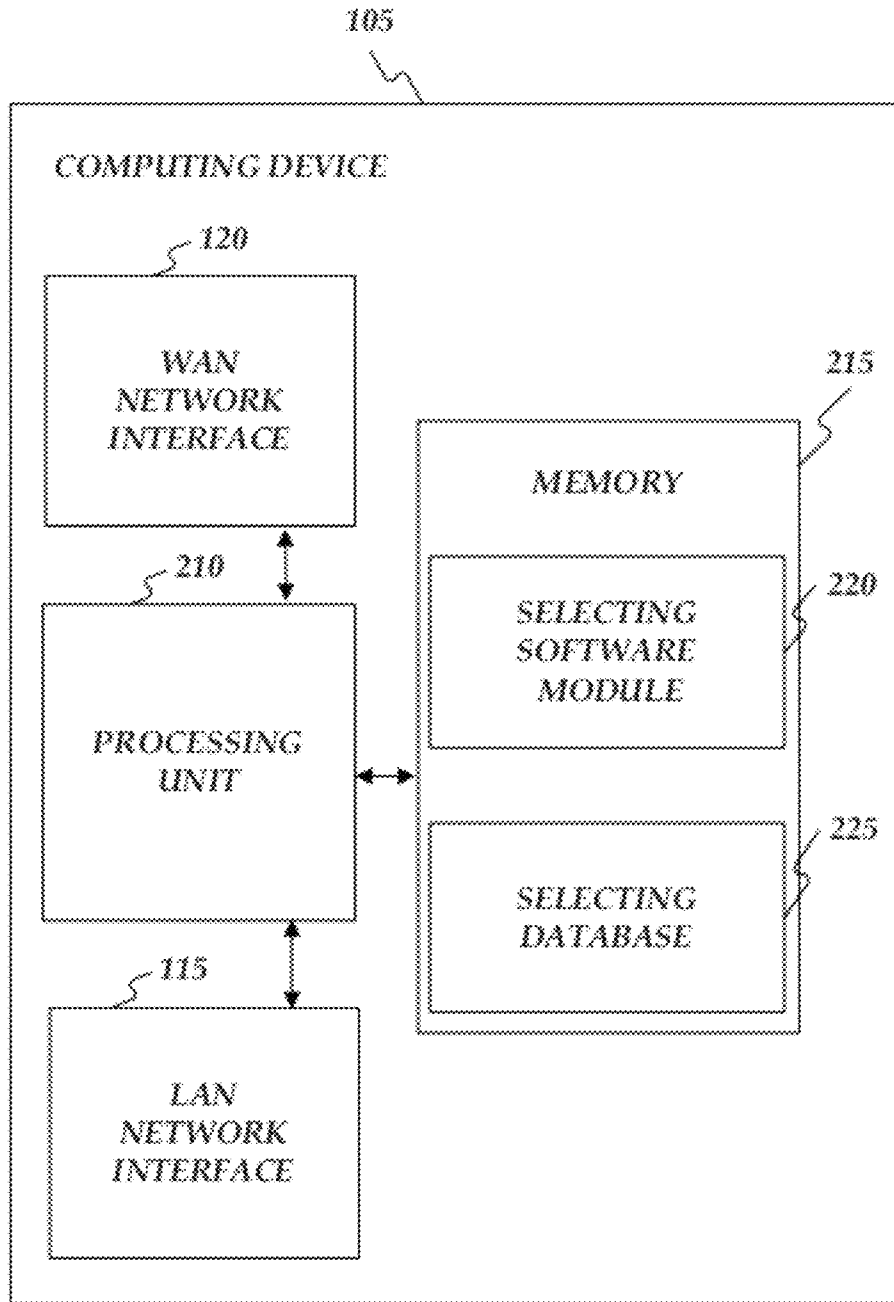 105
COMPUTING DEVICE
120
WAN
NETWORK
INTERFACE
215
MEMORY
210
PROCESSING
UNIT
220
SELECTING
SOFTWARE
MODULE
225
SELECTING
DATABASE
115
LAN
NETWORK
INTERFACE